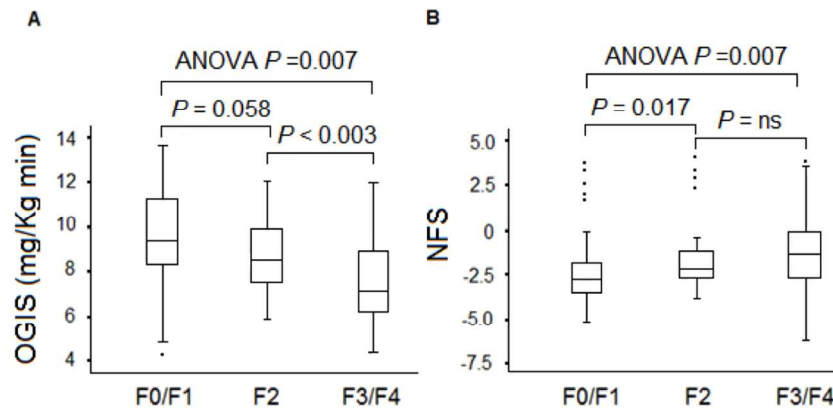 A
ANOVA P =0.007
P = 0.058
P < 0.003
OGIS (mg/Kg min)
14
12
10
8
6
4
F0/F1 F2 F3/F4
B
ANOVA P =0.007
P = 0.017
P = ns
NFS
5.0
2.5
0
-2.5
-5.0
-7.5
F0/F1 F2 F3/F4